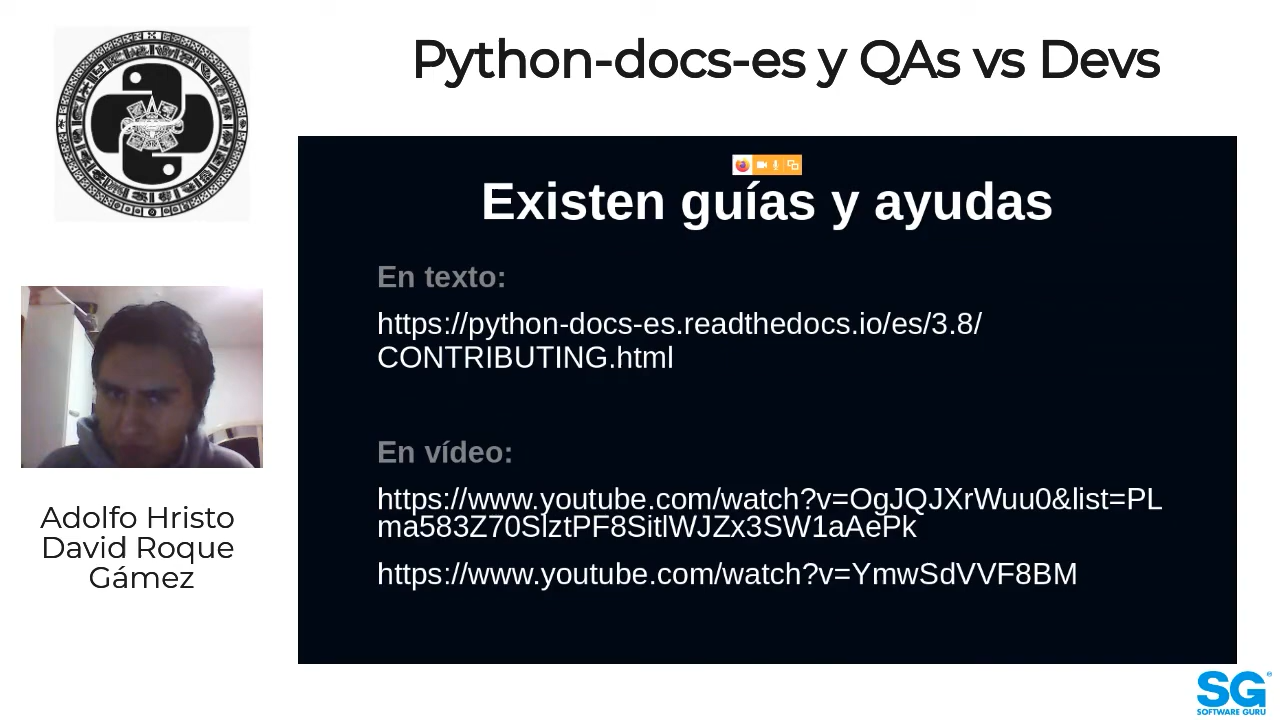 Python-docs-es y QAs vs Devs
Existen guías y ayudas
En texto:
https://python-docs-es.readthedocs.io/es/3.8/
CONTRIBUTING.html
En vídeo:
https://www.youtube.com/watch?v=OgJQJXrWuu0&list=PL
ma583Z70SlztPF8SitlWJZx3SW1aAePk
https://www.youtube.com/watch?v=YmwSdVVF8BM
Adolfo Hristo
David Roque
Gámez
SG®
SOFTWARE GURU